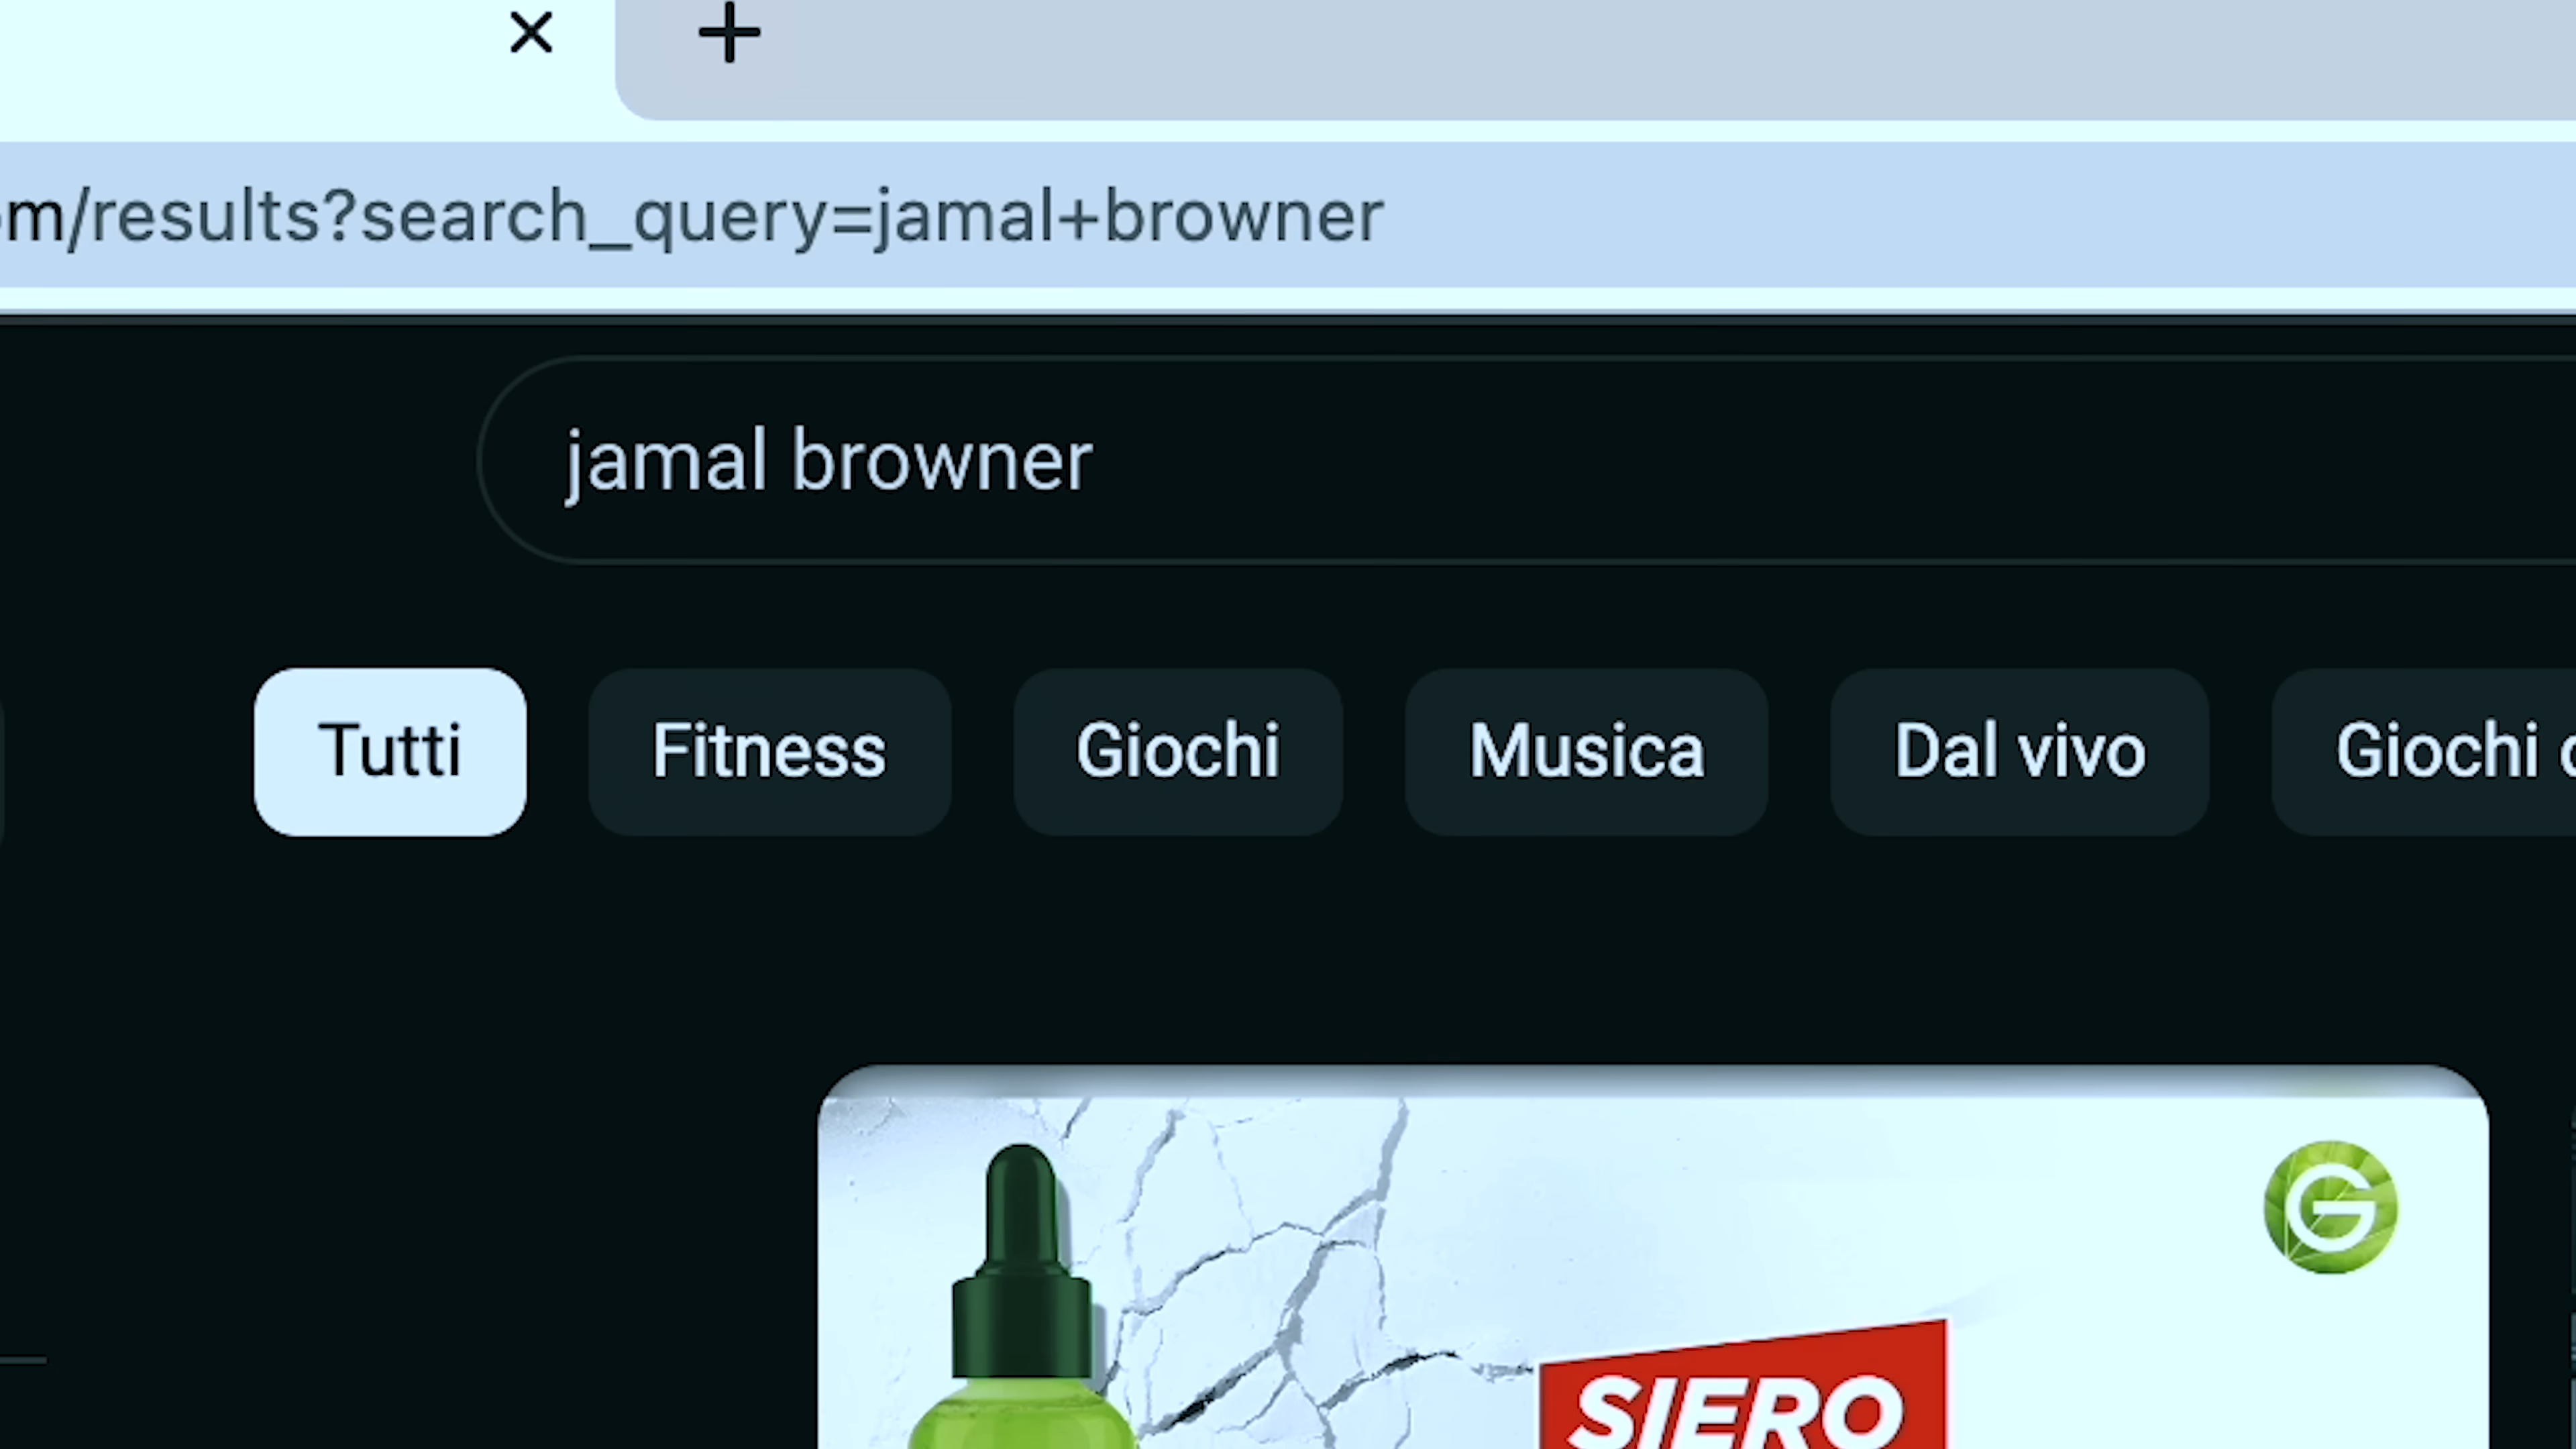 m/results?search_query=jamal+browner
jamal browner
Tutti Fitness Giochi Musica Dal vivo Giochi
G
SIERO